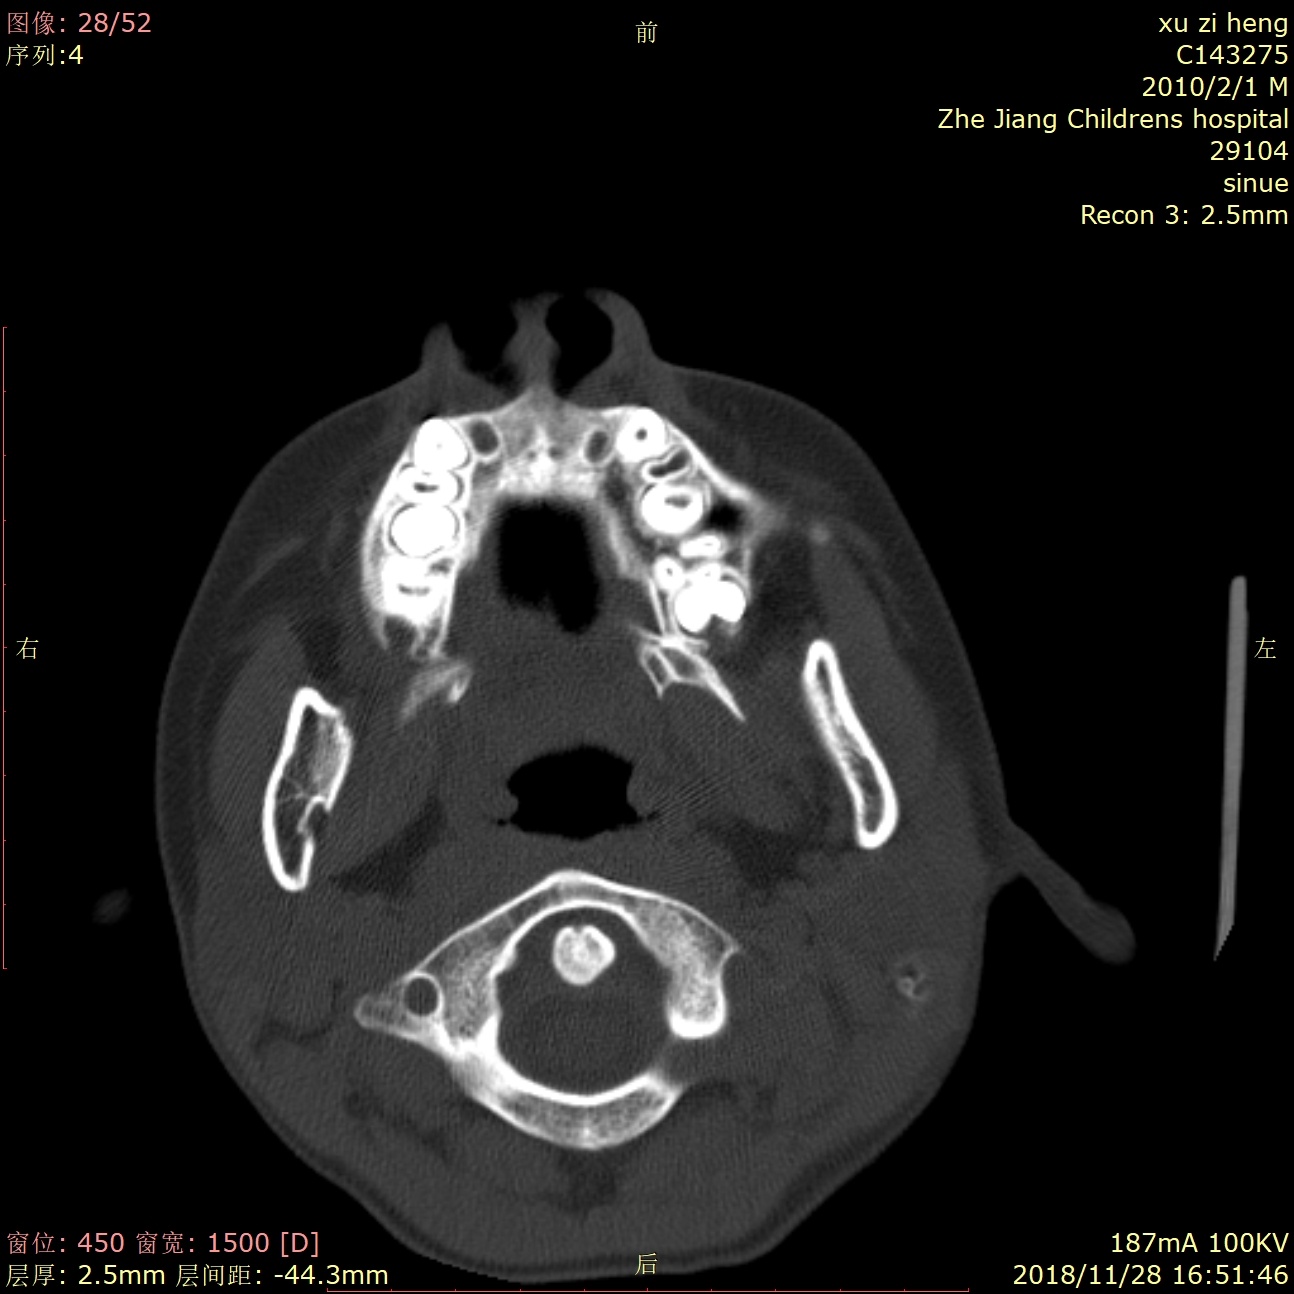 图像: 28/52
序列:4
前
xu zi heng
C143275
2010/2/1 M
Zhe Jiang Childrens hospital
29104
sinue
Recon 3: 2.5mm
右
左
窗位: 450 窗宽: 1500 [D]
层厚: 2.5mm 层间距: -44.3mm
后
187mA 100KV
2018/11/28 16:51:46